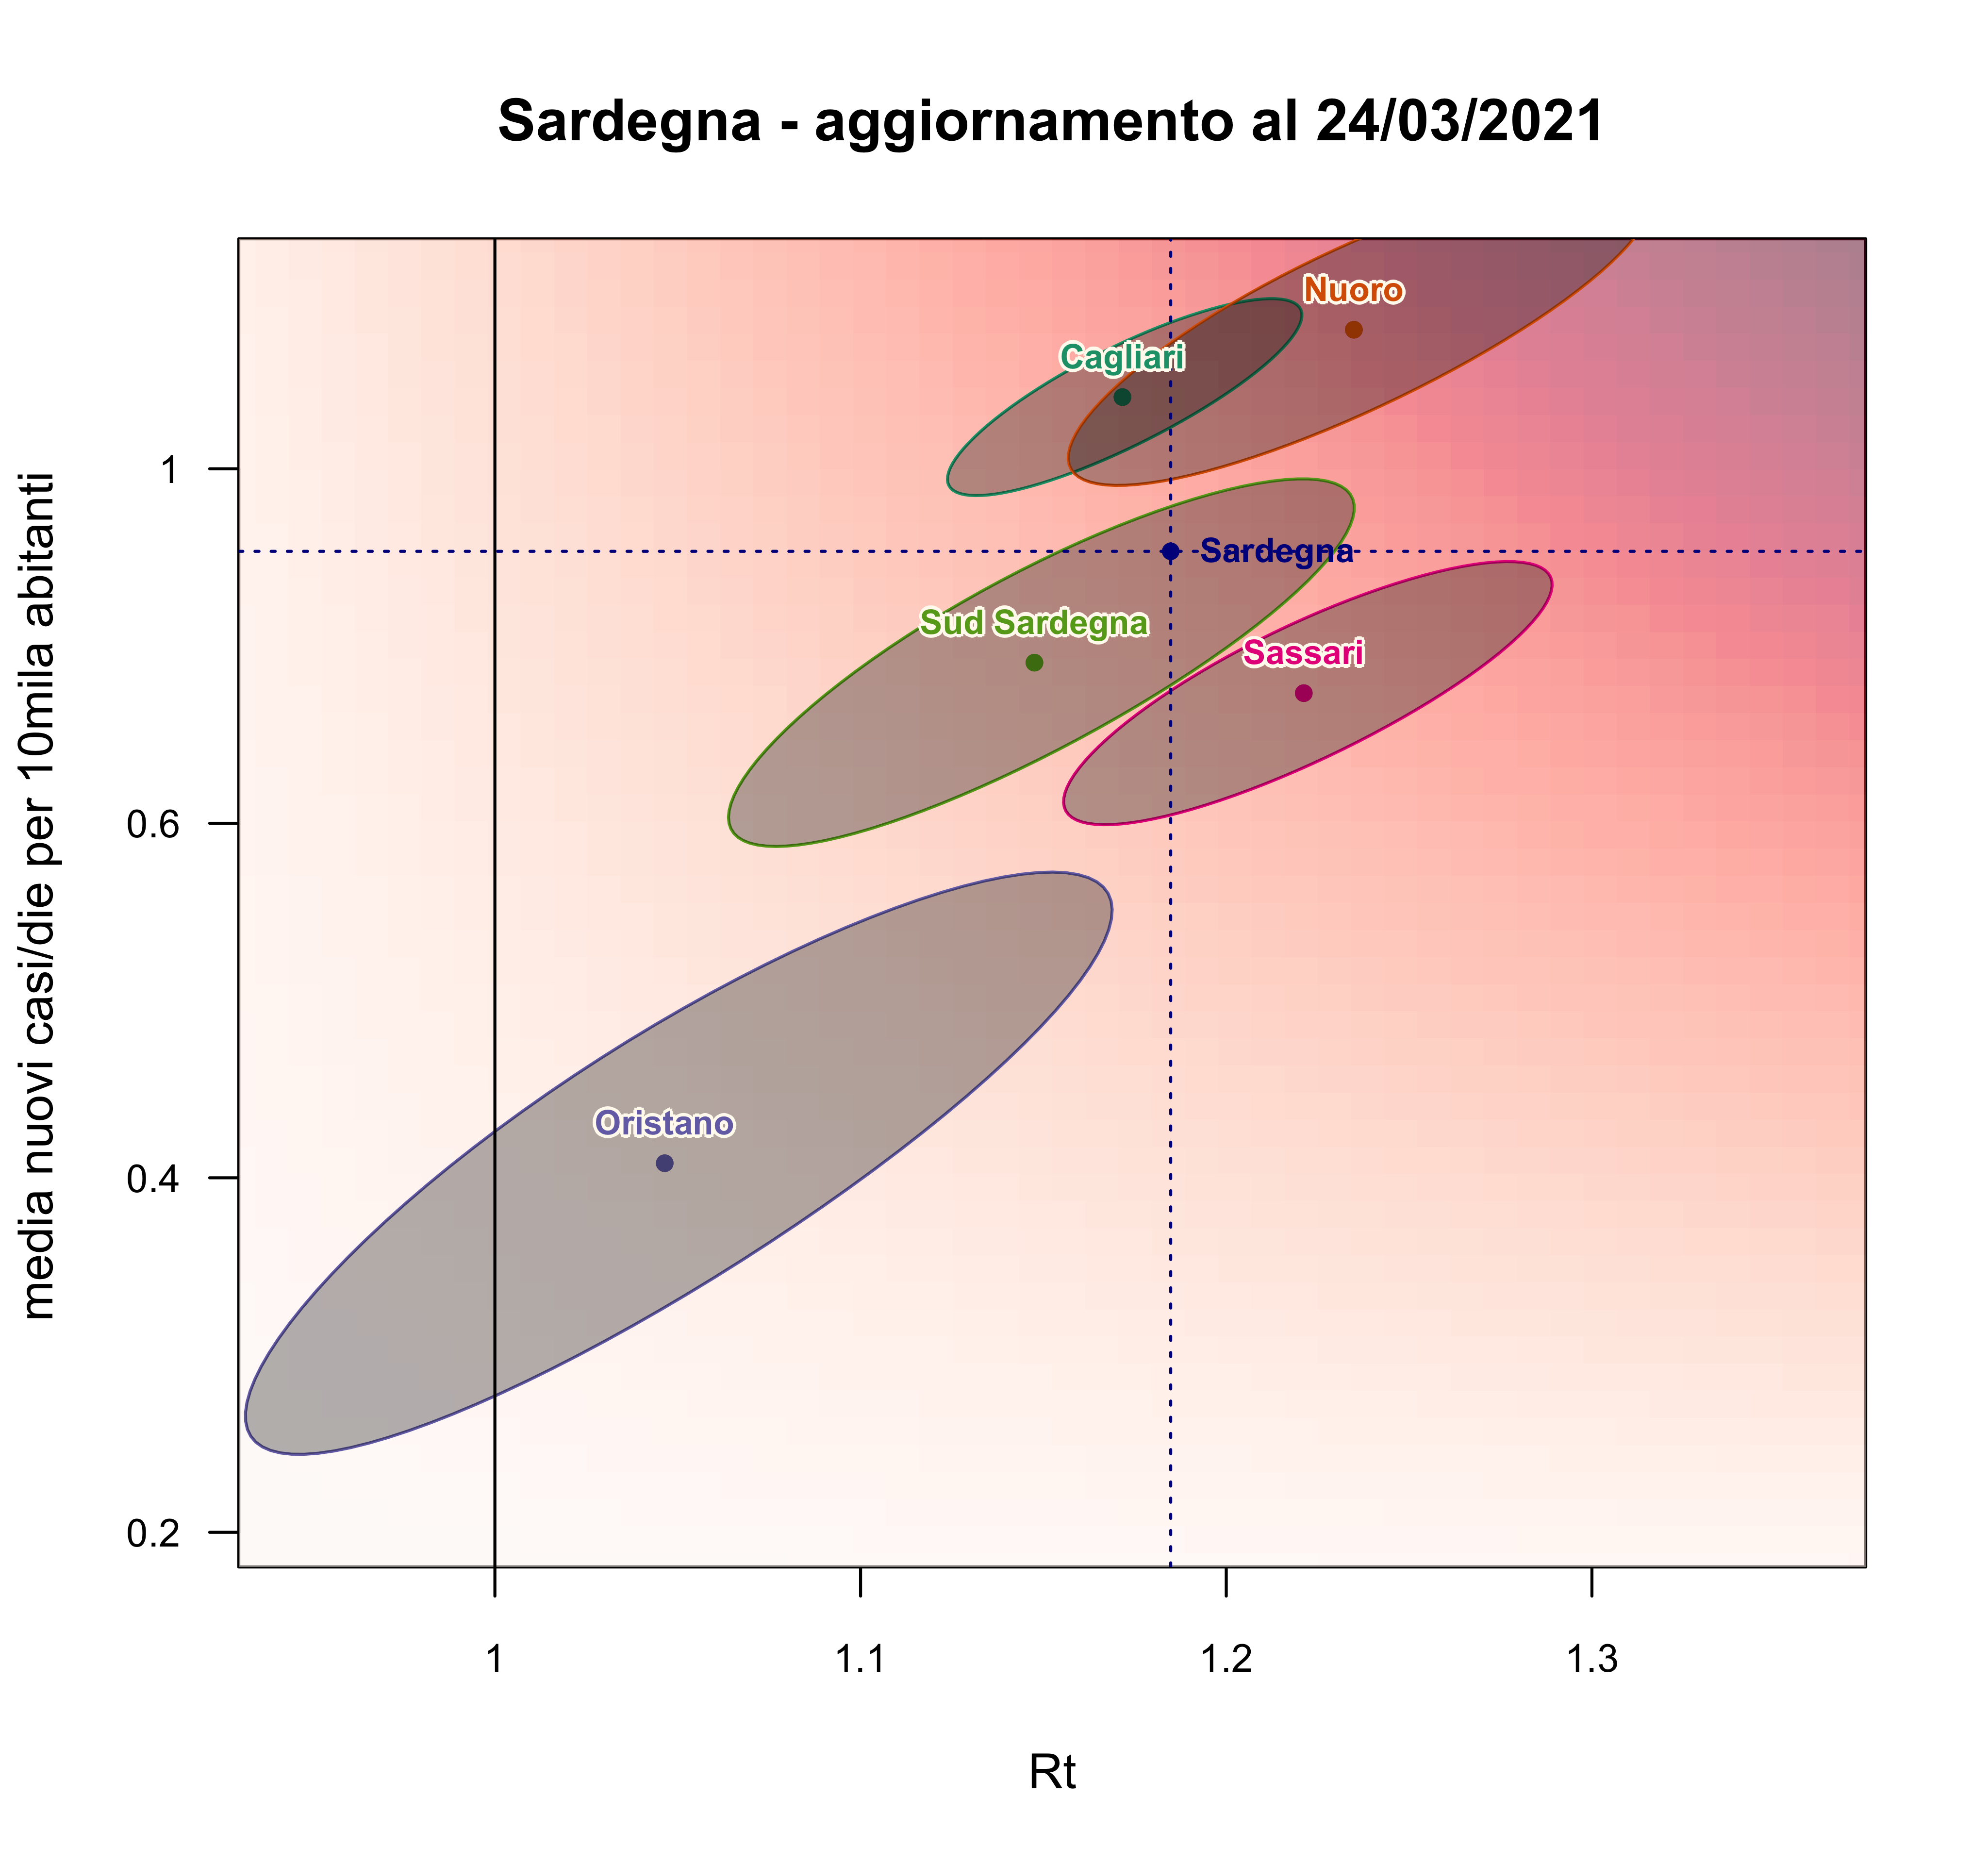 Sardegna - aggiornamento al 24/03/2021
media nuovi casi/die per 10mila abitanti
1
0.6
0.4
0.2
Nuoro
Cagliari
Sardegna
Sud Sardegna
Sassari
Oristano
1
1.1
1.2
1.3
Rt